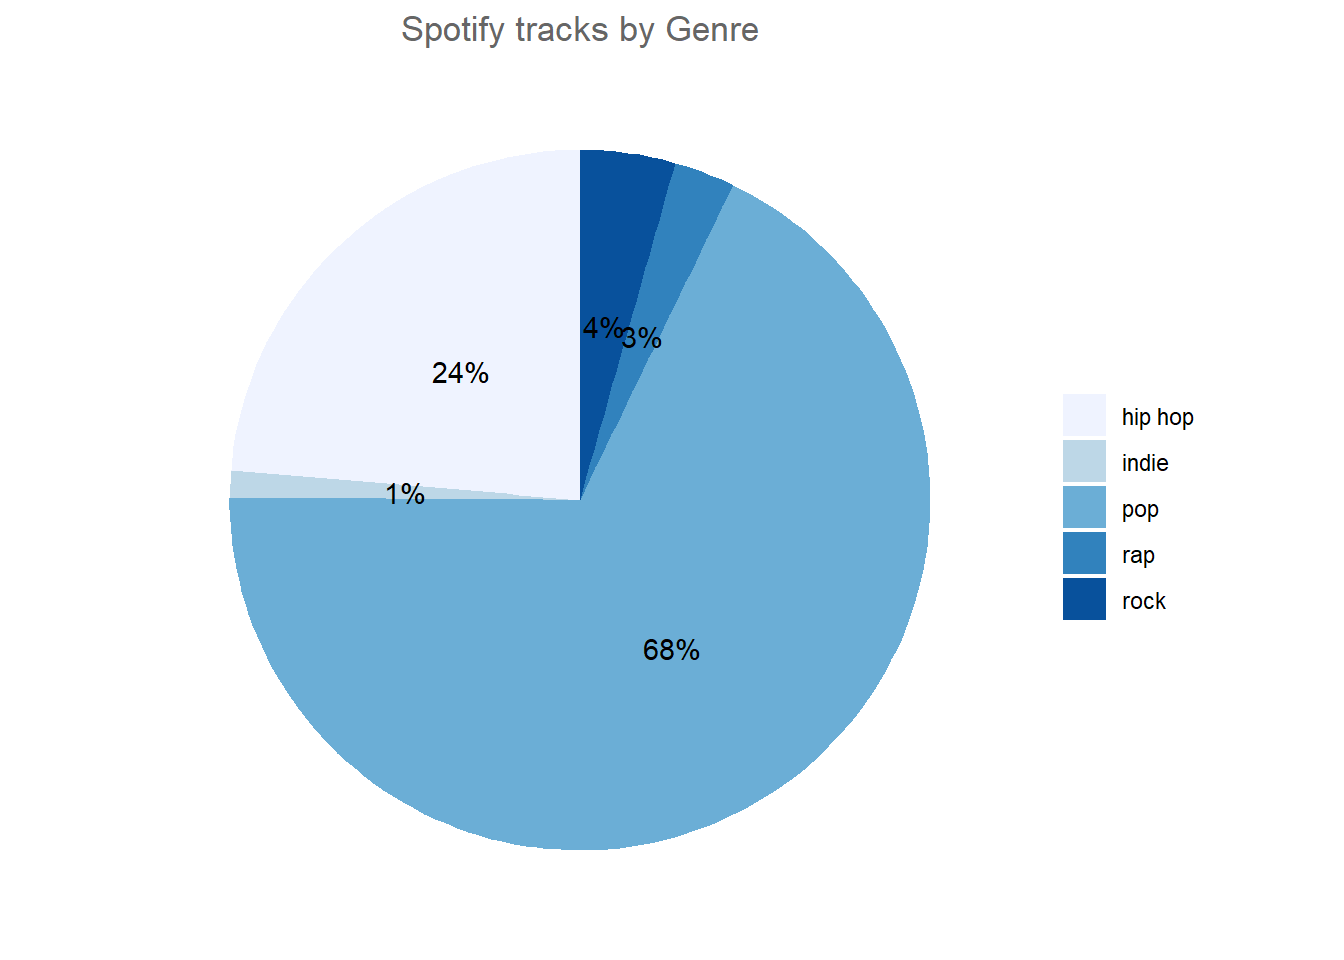 Spotify tracks by Genre
4%
3%
24%
1%
68%
hip hop
indie
pop
rap
rock